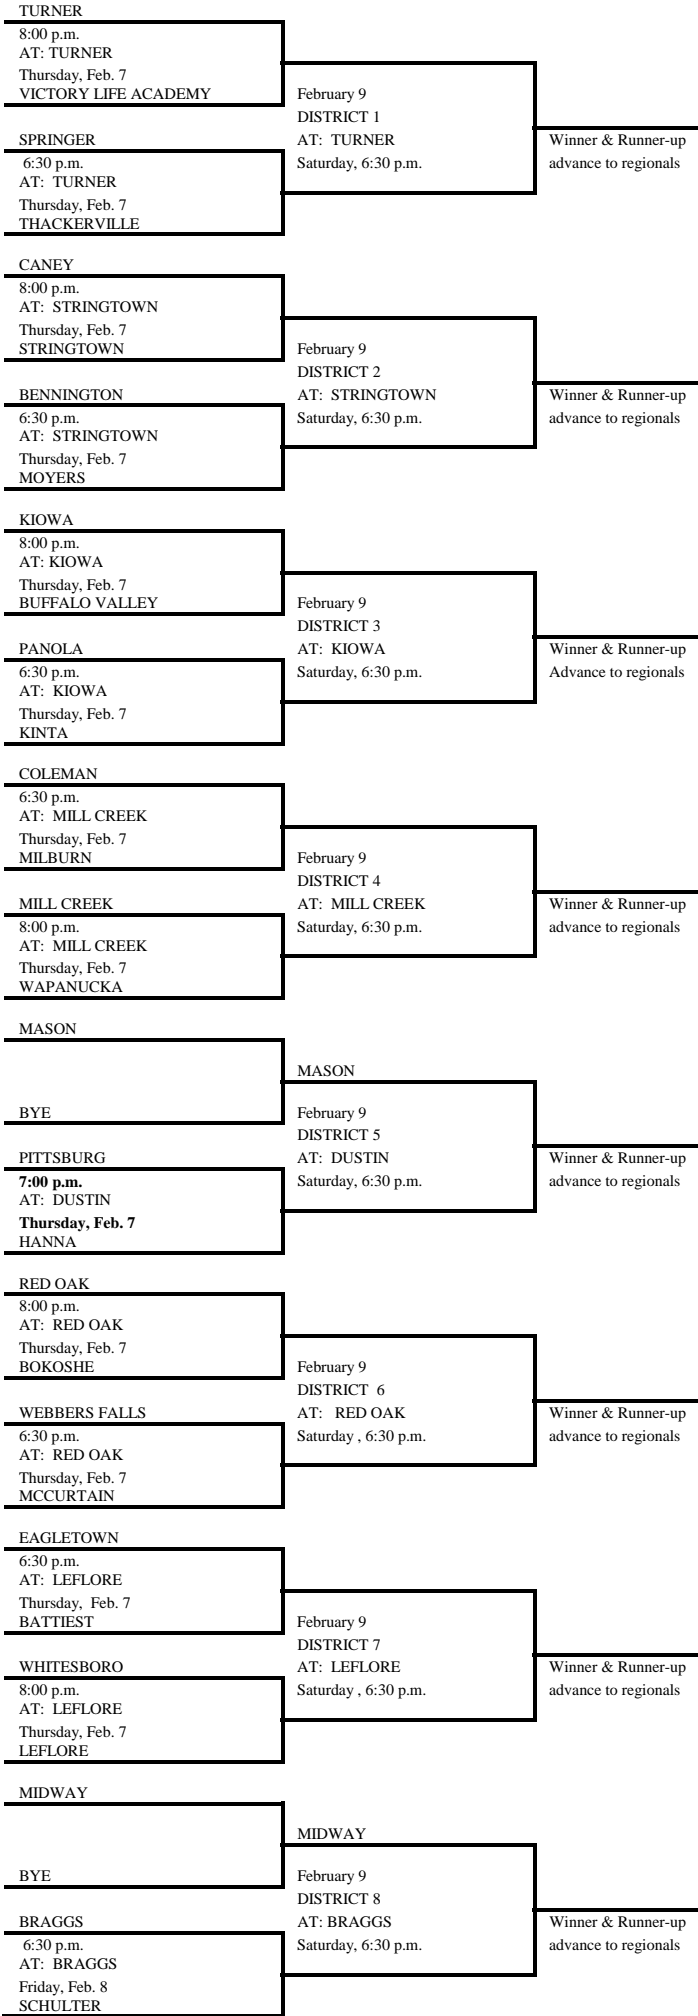 TURNER
8:00 p.m.
AT: TURNER
Thursday, Feb. 7
VICTORY LIFE ACADEMY
February 9
DISTRICT 1
SPRINGER
AT: TURNER
Winner & Runner-up
6:30 p.m.
Saturday, 6:30 p.m.
advance to regionals
AT: TURNER
Thursday, Feb. 7
THACKERVILLE
CANEY
8:00 p.m.
AT: STRINGTOWN
Thursday, Feb. 7
STRINGTOWN
February 9
DISTRICT 2
BENNINGTON
AT: STRINGTOWN
Winner & Runner-up
6:30 p.m.
Saturday, 6:30 p.m.
advance to regionals
AT: STRINGTOWN
Thursday, Feb. 7
MOYERS
KIOWA
8:00 p.m.
AT: KIOWA
Thursday, Feb. 7
BUFFALO VALLEY
February 9
DISTRICT 3
PANOLA
AT: KIOWA
Winner & Runner-up
6:30 p.m.
Saturday, 6:30 p.m.
Advance to regionals
AT: KIOWA
Thursday, Feb. 7
KINTA
COLEMAN
6:30 p.m.
AT: MILL CREEK
Thursday, Feb. 7
MILBURN
February 9
DISTRICT 4
MILL CREEK
AT: MILL CREEK
Winner & Runner-up
8:00 p.m.
Saturday, 6:30 p.m.
advance to regionals
AT: MILL CREEK
Thursday, Feb. 7
WAPANUCKA
MASON
MASON
BYE
February 9
DISTRICT 5
PITTSBURG
AT: DUSTIN
Winner & Runner-up
7:00 p.m.
Saturday, 6:30 p.m.
advance to regionals
AT: DUSTIN
Thursday, Feb. 7
HANNA
RED OAK
8:00 p.m.
AT: RED OAK
Thursday, Feb. 7
BOKOSHE
February 9
DISTRICT 6
WEBBERS FALLS
AT: RED OAK
Winner & Runner-up
6:30 p.m.
Saturday , 6:30 p.m.
advance to regionals
AT: RED OAK
Thursday, Feb. 7
MCCURTAIN
EAGLETOWN
6:30 p.m.
AT: LEFLORE
Thursday, Feb. 7
BATTIEST
February 9
DISTRICT 7
WHITESBORO
AT: LEFLORE
Winner & Runner-up
8:00 p.m.
Saturday , 6:30 p.m.
advance to regionals
AT: LEFLORE
Thursday, Feb. 7
LEFLORE
MIDWAY
MIDWAY
BYE
February 9
DISTRICT 8
BRAGGS
AT: BRAGGS
Winner & Runner-up
6:30 p.m.
Saturday, 6:30 p.m.
advance to regionals
AT: BRAGGS
Friday, Feb. 8
SCHULTER